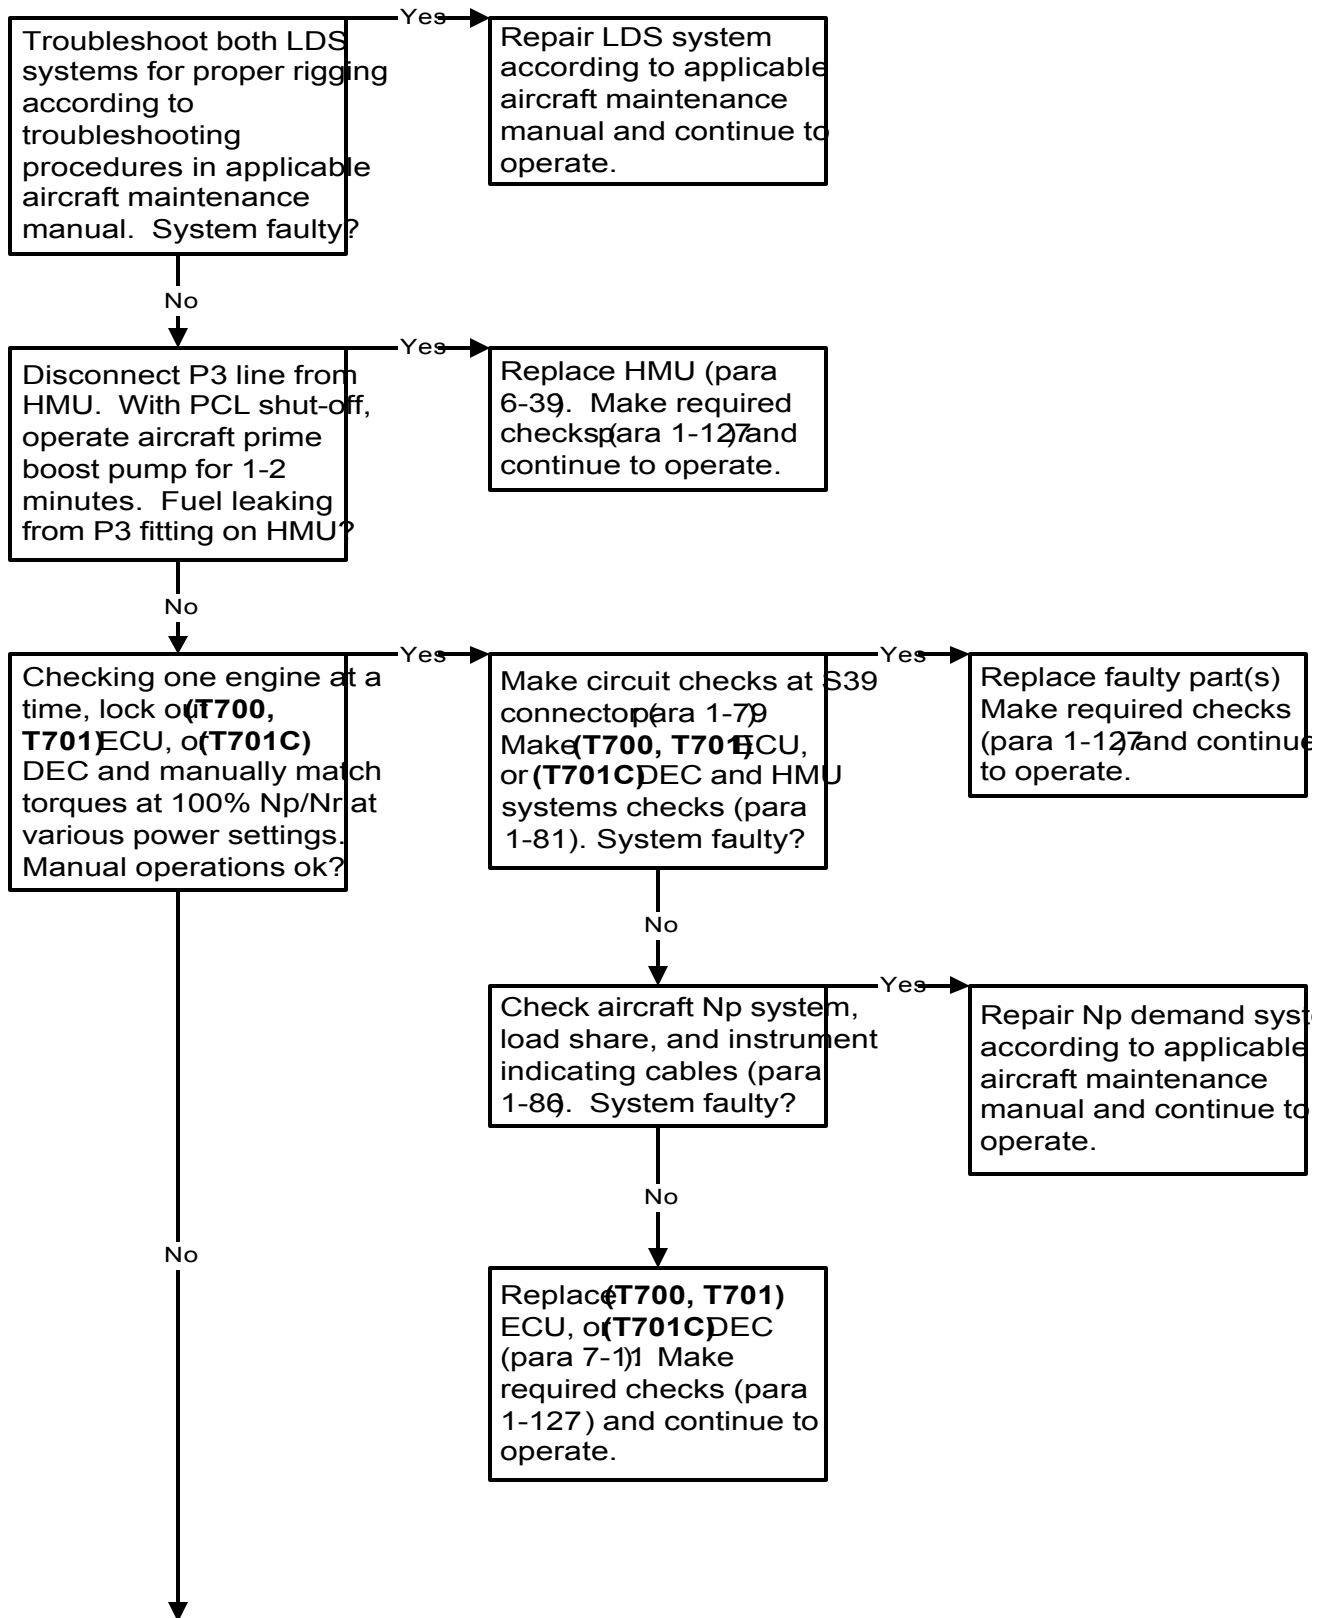 Yes
Troubleshoot both LDS
systems for proper rigging
according to
troubleshooting
procedures in applicable
aircraft maintenance
manual.  System faulty?
Repair LDS system
according to applicable
aircraft maintenance
manual and continue to
operate.
No
Yes
Disconnect P3 line from
HMU.  With PCL shut-off,
operate aircraft prime
boost pump for 1-2
minutes.  Fuel leaking
from P3 fitting on HMU?
Replace HMU (para
6-39).  Make required
checks (para 1-127) and
continue to operate.
No
Yes
Checking one engine at a
time, lock out (T700,
T701) ECU, or (T701C)
DEC and manually match
torques at 100% Np/Nr at
various power settings.
Manual operations ok?
Make circuit checks at S39
connector (para 1-79)
Make (T700, T701) ECU,
or (T701C) DEC and HMU
systems checks (para
1-81). System faulty?
Yes
Replace faulty part(s).
Make required checks
(para 1-127) and continue
to operate.
No
Check aircraft Np system,
load share, and instrument
indicating cables (para
1-86).  System faulty?
Yes
Repair Np demand syst
according to applicable
aircraft maintenance
manual and continue to
operate.
No
No
Replace (T700, T701)
ECU, or (T701C) DEC
(para 7-11).  Make
required checks (para
1-127) and continue to
operate.